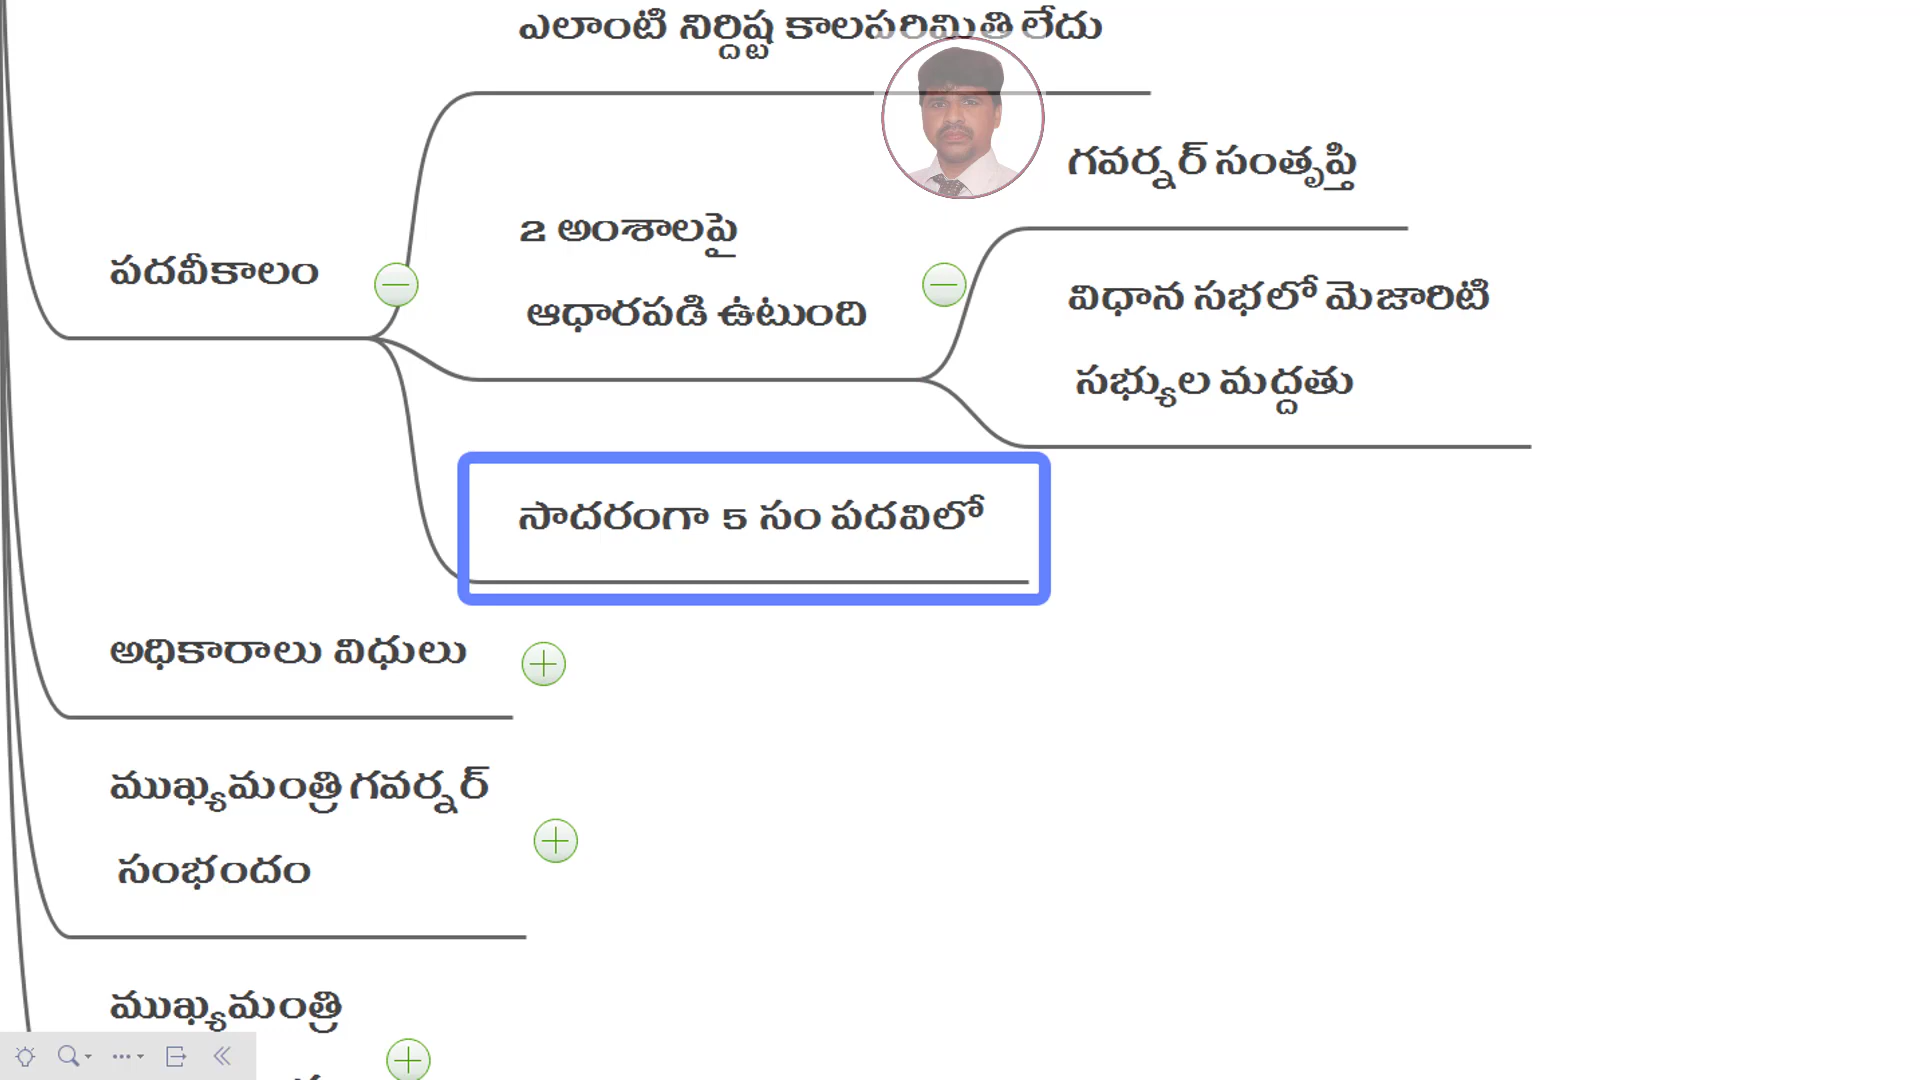 ఎలాంటి నిర్దిష్ట కాలపరిమితి లేదు
గవర్నర్ సంతృప్తి
2 అంశాలపై
ఆధారపడి ఉంటుంది
పదవీకాలం
విధాన సభలో మెజారిటి
సభ్యుల మద్దతు
సాదరంగా 5 సం పదవిలో
అధికారాలు విధులు
ముఖ్యమంత్రి గవర్నర్
సంభందం
ముఖ్యమంత్రి